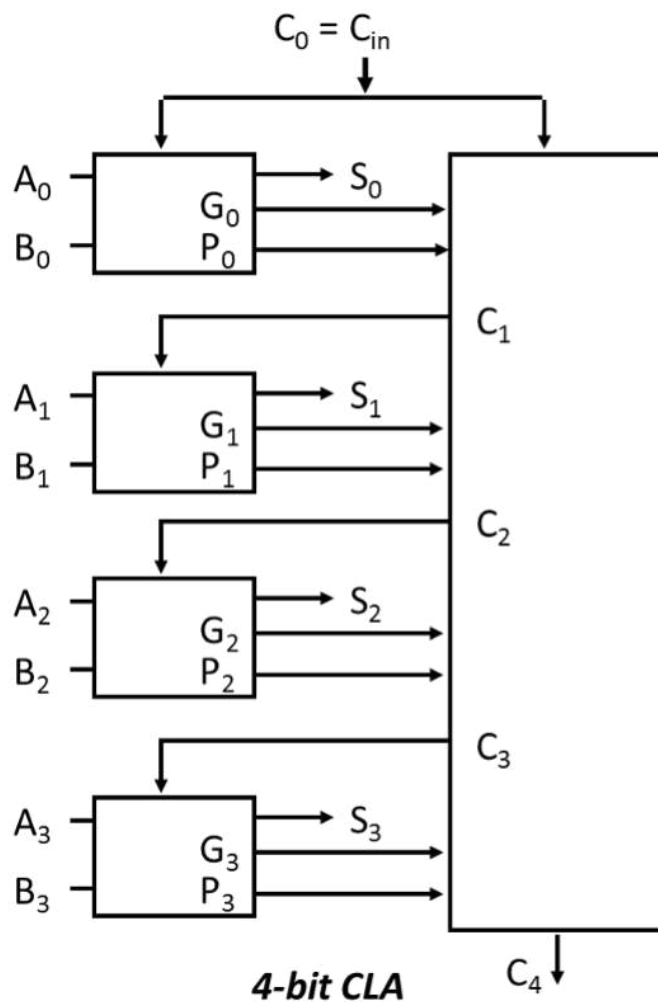 C₀ = Cᵢₙ
A₀
S₀
G₀
B₀
P₀
C₁
A₁
S₁
G₁
B₁
P₁
C₂
A₂
S₂
G₂
B₂
P₂
C₃
A₃
S₃
G₃
B₃
P₃
C₄
4-bit CLA